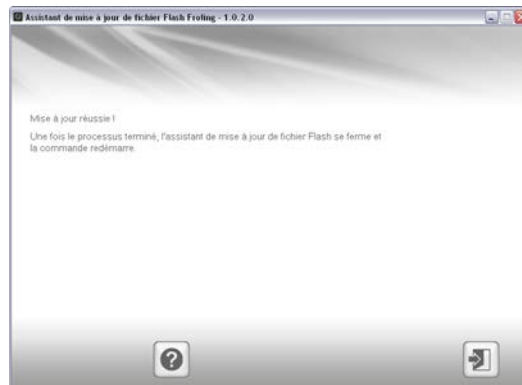 Assistant de mise à jour de fichier Flash Froling - 1.0.2.0
Mise à jour réussie !
Une fois le processus terminé, l'assistant de mise à jour de fichier Flash se ferme et
la commande redémarre.